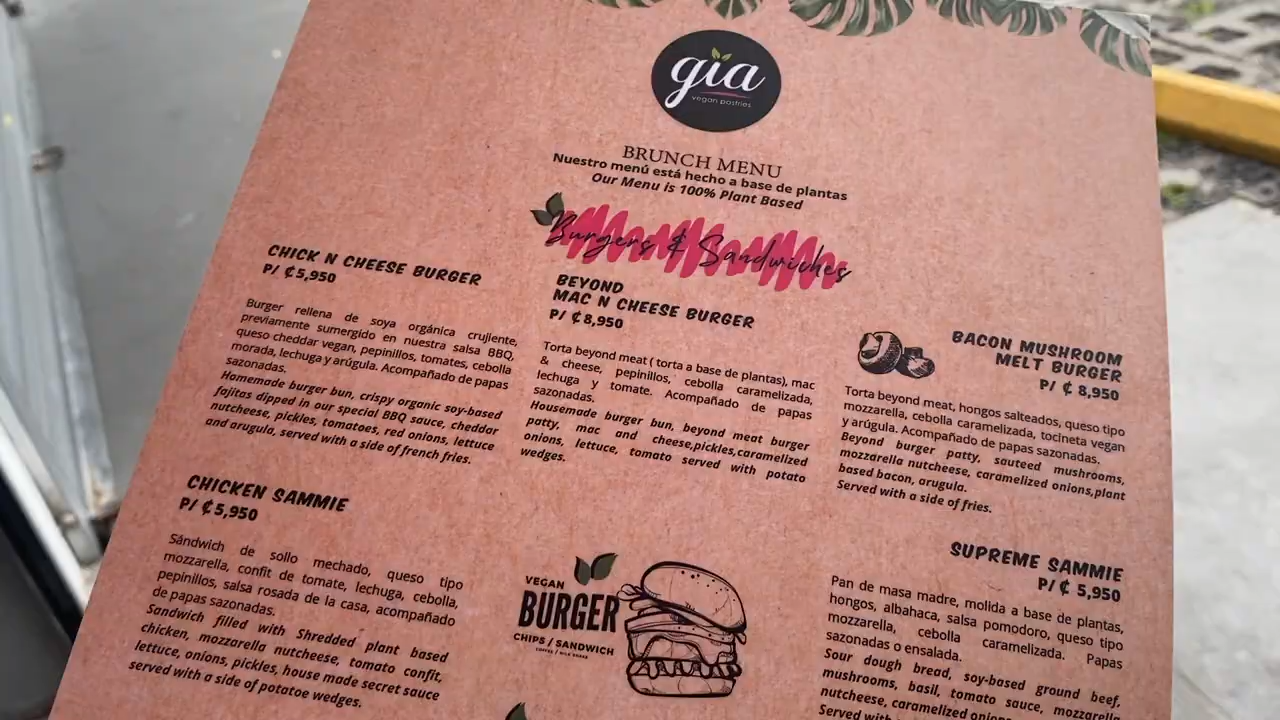 gia
vegan pastries
BRUNCH MENU
Nuestro menú está hecho a base de plantas
Our Menu is 100% Plant Based
Burgers & Sandwiches
CHICK N CHEESE BURGER
P/ ₡5,950
Burger rellena de soya orgánica crujiente,
previamente sumergido en nuestra salsa BBQ,
queso cheddar vegan, pepinillos, tomates, cebolla
morada, lechuga y arúgula. Acompañado de papas
sazonadas.
Homemade burger bun, crispy organic soy-based
fajitas dipped in our special BBQ sauce, cheddar
nutcheese, pickles, tomatoes, red onions, lettuce
and arugula, served with a side of french fries.
BEYOND
MAC N CHEESE BURGER
P/ ₡8,950
Torta beyond meat ( torta a base de plantas), mac
& cheese, pepinillos, cebolla caramelizada,
lechuga y tomate. Acompañado de papas
sazonadas.
Housemade burger bun, beyond meat burger
patty, mac and cheese,pickles,caramelized
onions, lettuce, tomato served with potato
wedges.
BACON MUSHROOM
MELT BURGER
P/ ₡ 8,950
Torta beyond meat, hongos salteados, queso tipo
mozzarella, cebolla caramelizada, tocineta vegan
y arúgula. Acompañado de papas sazonadas.
Beyond burger patty, sauteed mushrooms,
mozzarella nutcheese, caramelized onions,plant
based bacon, arugula.
Served with a side of fries.
CHICKEN SAMMIE
P/ ₡5,950
Sándwich de sollo mechado, queso tipo
mozzarella, confit de tomate, lechuga, cebolla,
pepinillos, salsa rosada de la casa, acompañado
de papas sazonadas.
Sandwich filled with Shredded plant based
chicken, mozzarella nutcheese, tomato confit,
lettuce, onions, pickles, house made secret sauce
served with a side of potatoe wedges.
VEGAN
BURGER
CHIPS / SANDWICH
COFFEE / MILK SHAKE
SUPREME SAMMIE
P/ ₡ 5,950
Pan de masa madre, molida a base de plantas,
hongos, albahaca, salsa pomodoro, queso tipo
mozzarella, cebolla caramelizada. Papas
sazonadas o ensalada.
Sour dough bread, soy-based ground beef,
mushrooms, basil, tomato sauce, mozzarella
nutcheese, caramelized onions
Served with